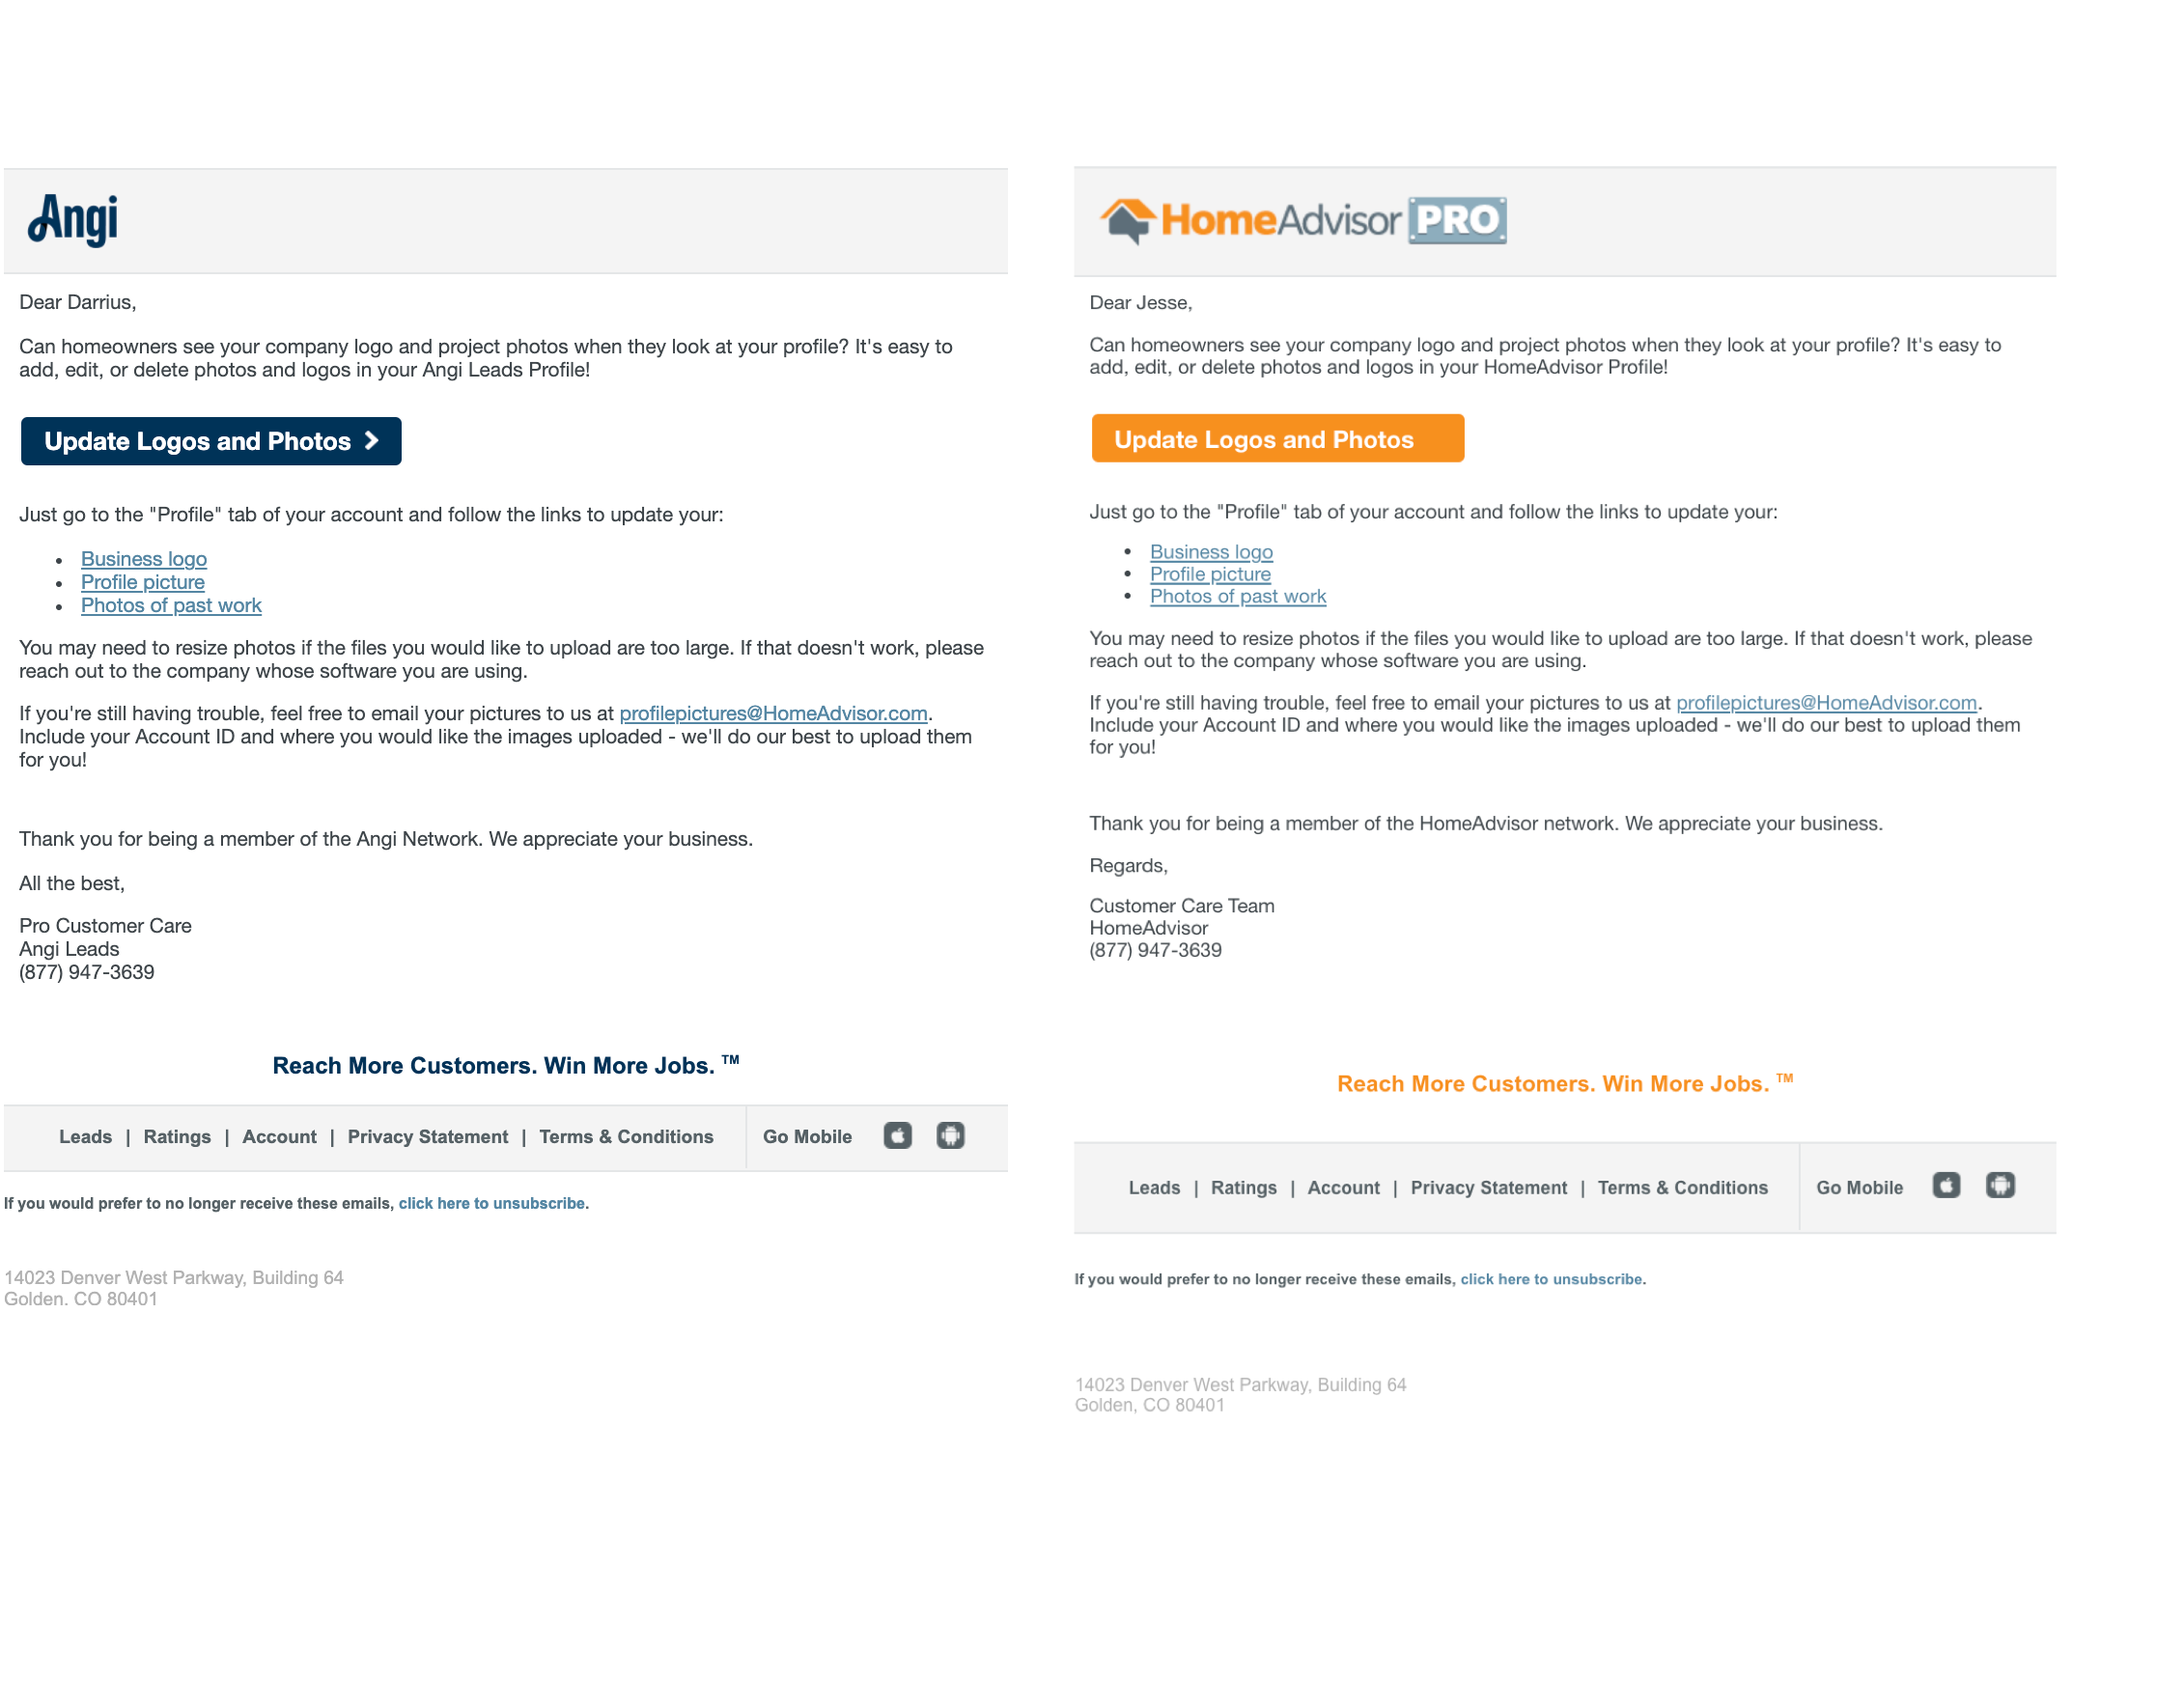 Angi
Dear Darrius,
Can homeowners see your company logo and project photos when they look at your profile? It's easy to
add, edit, or delete photos and logos in your Angi Leads Profile!
Update Logos and Photos
Just go to the "Profile" tab of your account and follow the links to update your:
• Business logo
• Profile picture
• Photos of past work
You may need to resize photos if the files you would like to upload are too large. If that doesn't work, please
reach out to the company whose software you are using.
If you're still having trouble, feel free to email your pictures to us at profilepictures@HomeAdvisor.com.
Include your Account ID and where you would like the images uploaded - we'll do our best to upload them
for you!
Thank you for being a member of the Angi Network. We appreciate your business.
All the best,
Pro Customer Care
Angi Leads
(877) 947-3639
Reach More Customers. Win More Jobs. ™
Leads | Ratings | Account | Privacy Statement | Terms & Conditions Go Mobile
If you would prefer to no longer receive these emails, click here to unsubscribe.
14023 Denver West Parkway, Building 64
Golden. CO 80401
HomeAdvisor PRO
Dear Jesse,
Can homeowners see your company logo and project photos when they look at your profile? It's easy to
add, edit, or delete photos and logos in your HomeAdvisor Profile!
Update Logos and Photos
Just go to the "Profile" tab of your account and follow the links to update your:
• Business logo
• Profile picture
• Photos of past work
You may need to resize photos if the files you would like to upload are too large. If that doesn't work, please
reach out to the company whose software you are using.
If you're still having trouble, feel free to email your pictures to us at profilepictures@HomeAdvisor.com.
Include your Account ID and where you would like the images uploaded - we'll do our best to upload them
for you!
Thank you for being a member of the HomeAdvisor network. We appreciate your business.
Regards,
Customer Care Team
HomeAdvisor
(877) 947-3639
Reach More Customers. Win More Jobs. ™
Leads | Ratings | Account | Privacy Statement | Terms & Conditions Go Mobile
If you would prefer to no longer receive these emails, click here to unsubscribe.
14023 Denver West Parkway, Building 64
Golden, CO 80401